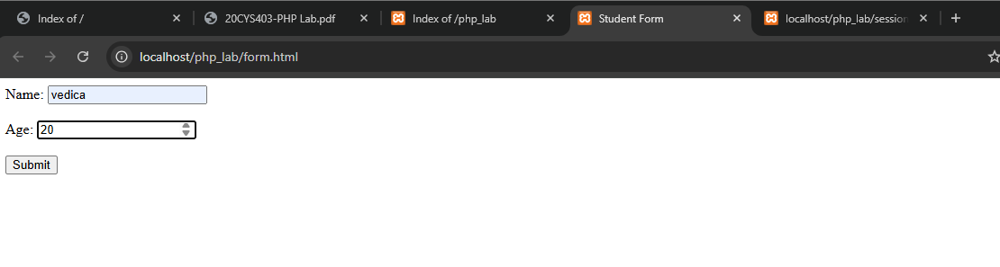 Index of /
20CYS403-PHP Lab.pdf
Index of /php_lab
Student Form
localhost/php_lab/session
localhost/php_lab/form.html
Name: vedica
Age: 20
Submit